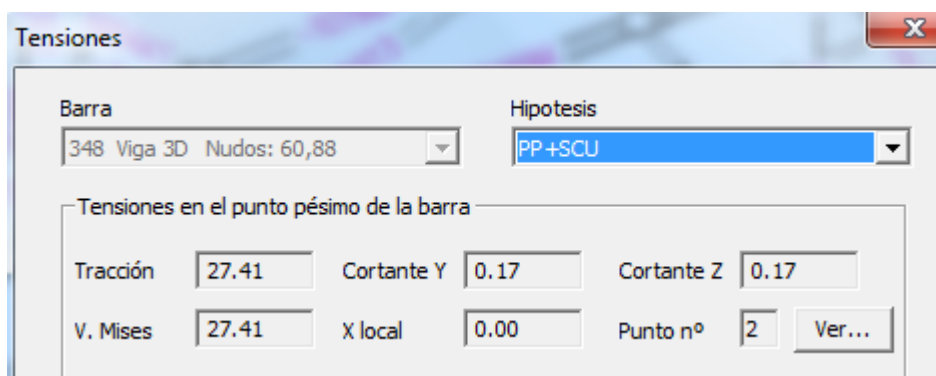 Tensiones
Barra Hipotesis
348 Viga 3D Nudos: 60,88 PP+SCU
Tensiones en el punto pésimo de la barra
Tracción 27.41 Cortante Y 0.17 Cortante Z 0.17
V. Mises 27.41 X local 0.00 Punto nº 2 Ver...